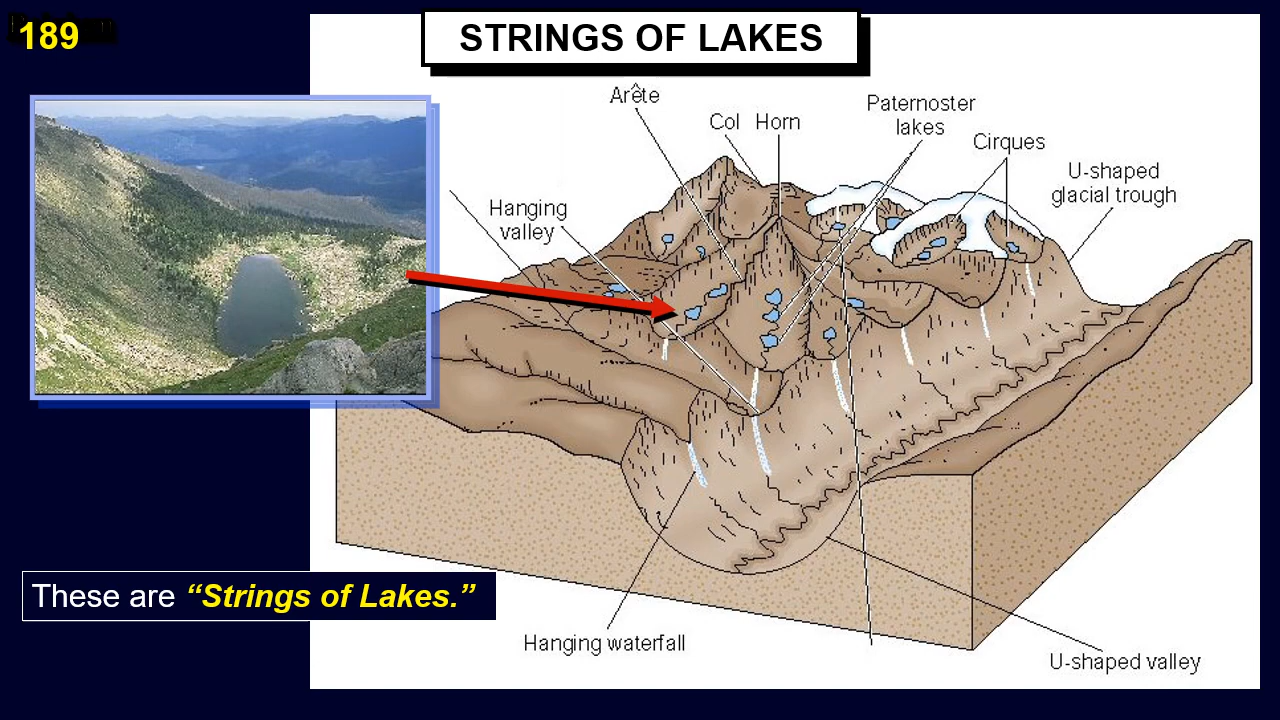 189
STRINGS OF LAKES
Arête
Col
Horn
Paternoster
lakes
Cirques
U-shaped
glacial trough
Hanging
valley
These are “Strings of Lakes.”
Hanging waterfall
U-shaped valley